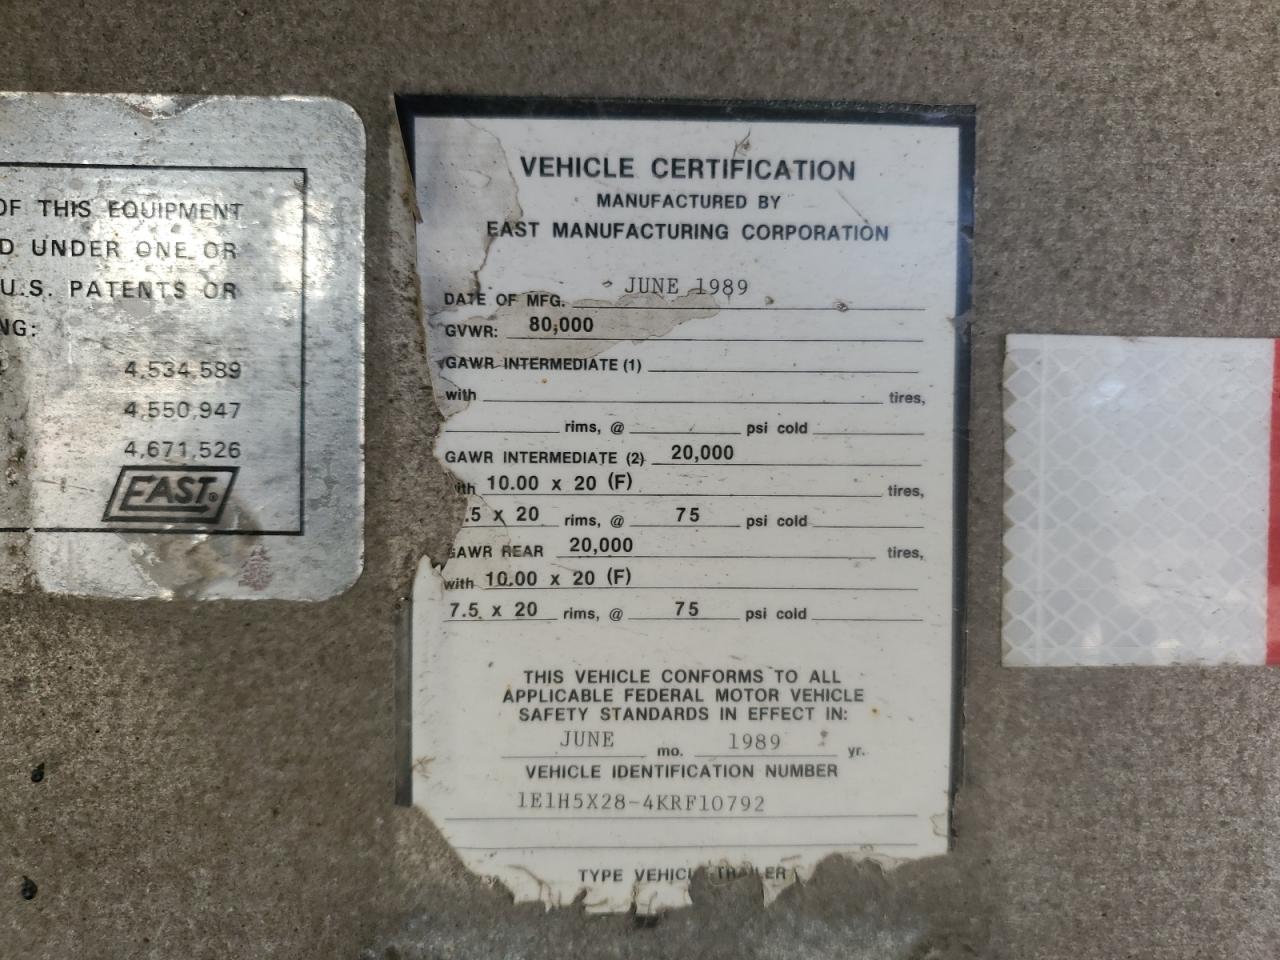 OF THIS EQUIPMENT
D UNDER ONE OR
U.S. PATENTS OR
NG:
4,534,589
4,550,947
4,671,526
EAST
VEHICLE CERTIFICATION
MANUFACTURED BY
EAST MANUFACTURING CORPORATION
DATE OF MFG. JUNE 1989
GVWR: 80,000
GAWR INTERMEDIATE (1)
with tires,
rims, @ psi cold
GAWR INTERMEDIATE (2) 20,000
with 10.00 x 20 (F) tires,
.5 x 20 rims, @ 75 psi cold
GAWR REAR 20,000 tires,
with 10.00 x 20 (F)
7.5 x 20 rims, @ 75 psi cold
THIS VEHICLE CONFORMS TO ALL
APPLICABLE FEDERAL MOTOR VEHICLE
SAFETY STANDARDS IN EFFECT IN:
JUNE mo. 1989 yr.
VEHICLE IDENTIFICATION NUMBER
1E1H5X28-4KRF10792
TYPE VEHICLE TRAILER